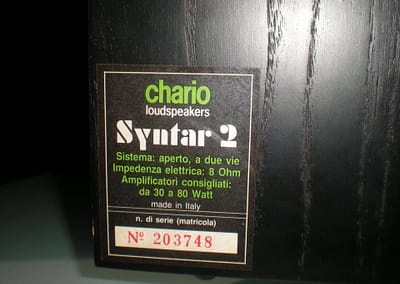 chario
loudspeakers
Syntar 2
Sistema: aperto, a due vie
Impedenza elettrica: 8 Ohm
Amplificatori consigliati:
da 30 a 80 Watt
made in Italy
n. di serie (matricola)
Nº 203748